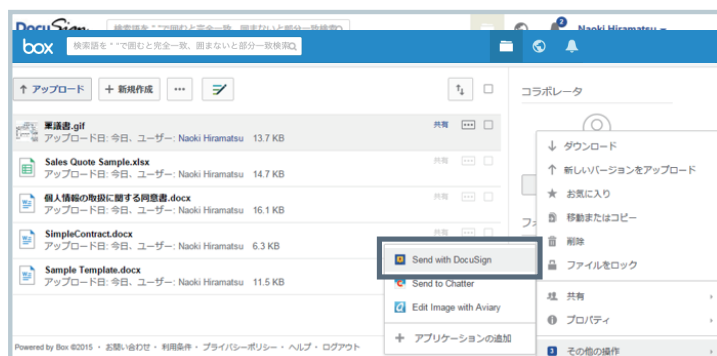 DocuSign 検索語を " "で囲むと完全一致、囲まないと部分一致検索 2 Naoki Hiramatsu
box 検索語を " "で囲むと完全一致、囲まないと部分一致検索
アップロード + 新規作成 ••• コラボレータ
稟議書.gif 共有
アップロード日: 今日、ユーザー: Naoki Hiramatsu 13.7 KB
Sales Quote Sample.xlsx 共有
アップロード日: 今日、ユーザー: Naoki Hiramatsu 14.7 KB
個人情報の取扱に関する同意書.docx 共有
アップロード日: 今日、ユーザー: Naoki Hiramatsu 16.1 KB
SimpleContract.docx 共有
アップロード日: 今日、ユーザー: Naoki Hiramatsu 6.3 KB
Sample Template.docx
アップロード日: 今日、ユーザー: Naoki Hiramatsu 11.5 KB
Powered by Box ©2015 ・ お問い合わせ ・ 利用条件 ・ プライバシーポリシー ・ ヘルプ ・ ログアウト
Send with DocuSign
Send to Chatter
Edit Image with Aviary
+ アプリケーションの追加
ダウンロード
新しいバージョンをアップロード
お気に入り
移動またはコピー
削除
ファイルをロック
共有
プロパティ
3 その他の操作